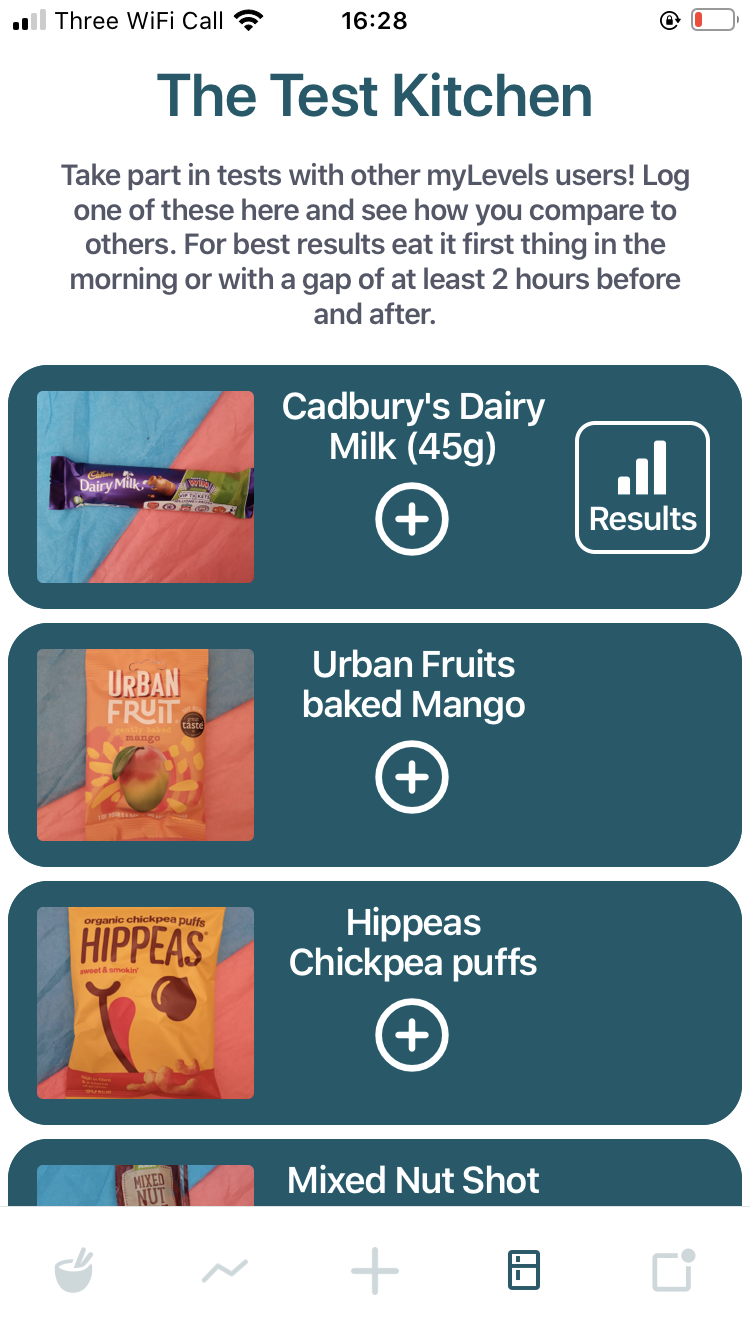 Three WiFi Call
16:28
The Test Kitchen
Take part in tests with other myLevels users! Log
one of these here and see how you compare to
others. For best results eat it first thing in the
morning or with a gap of at least 2 hours before
and after.
Cadbury's Dairy
Milk (45g)
Results
Cadbury
Dairy Milk
Urban Fruits
baked Mango
URBAN
FRUIT
gently baked
mango
great
taste
Hippeas
Chickpea puffs
organic chickpea puffs
HIPPEAS
sweet & smokin'
Mixed Nut Shot
MIXED
NUT